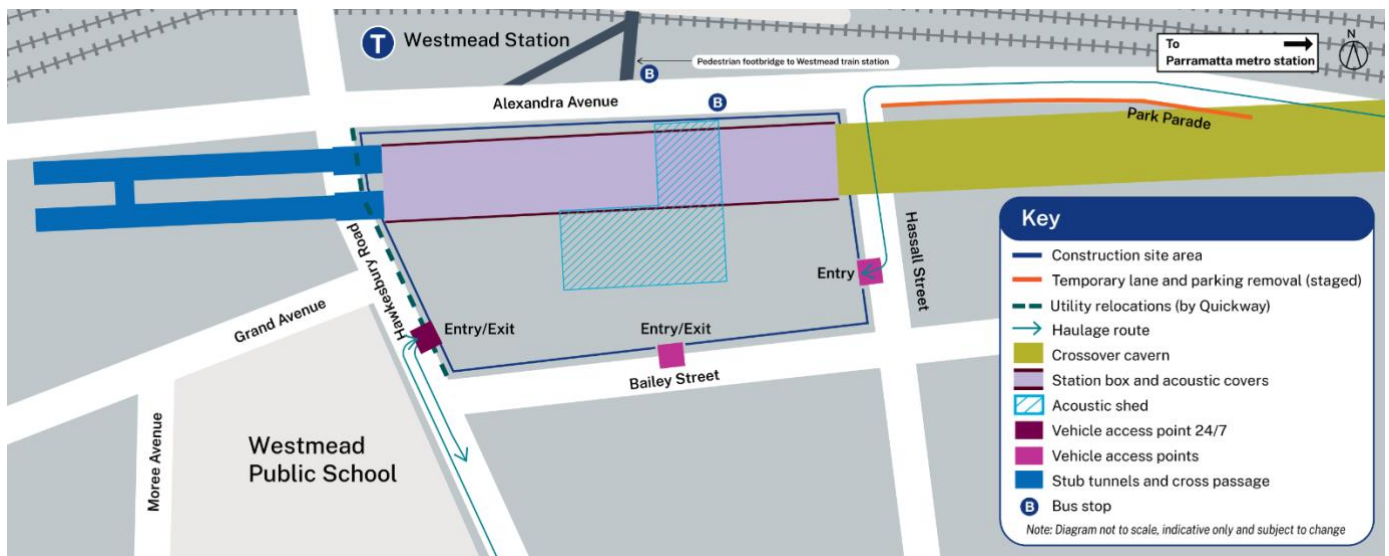 T Westmead Station
Pedestrian footbridge to Westmead train station
To
Parramatta metro station
N
B
B
Alexandra Avenue
Park Parade
Hawkesbury Road
Hassall Street
Entry
Grand Avenue
Entry/Exit
Entry/Exit
Bailey Street
Moree Avenue
Westmead
Public School
Key
Construction site area
Temporary lane and parking removal (staged)
Utility relocations (by Quickway)
Haulage route
Crossover cavern
Station box and acoustic covers
Acoustic shed
Vehicle access point 24/7
Vehicle access points
Stub tunnels and cross passage
B Bus stop
Note: Diagram not to scale, indicative only and subject to change